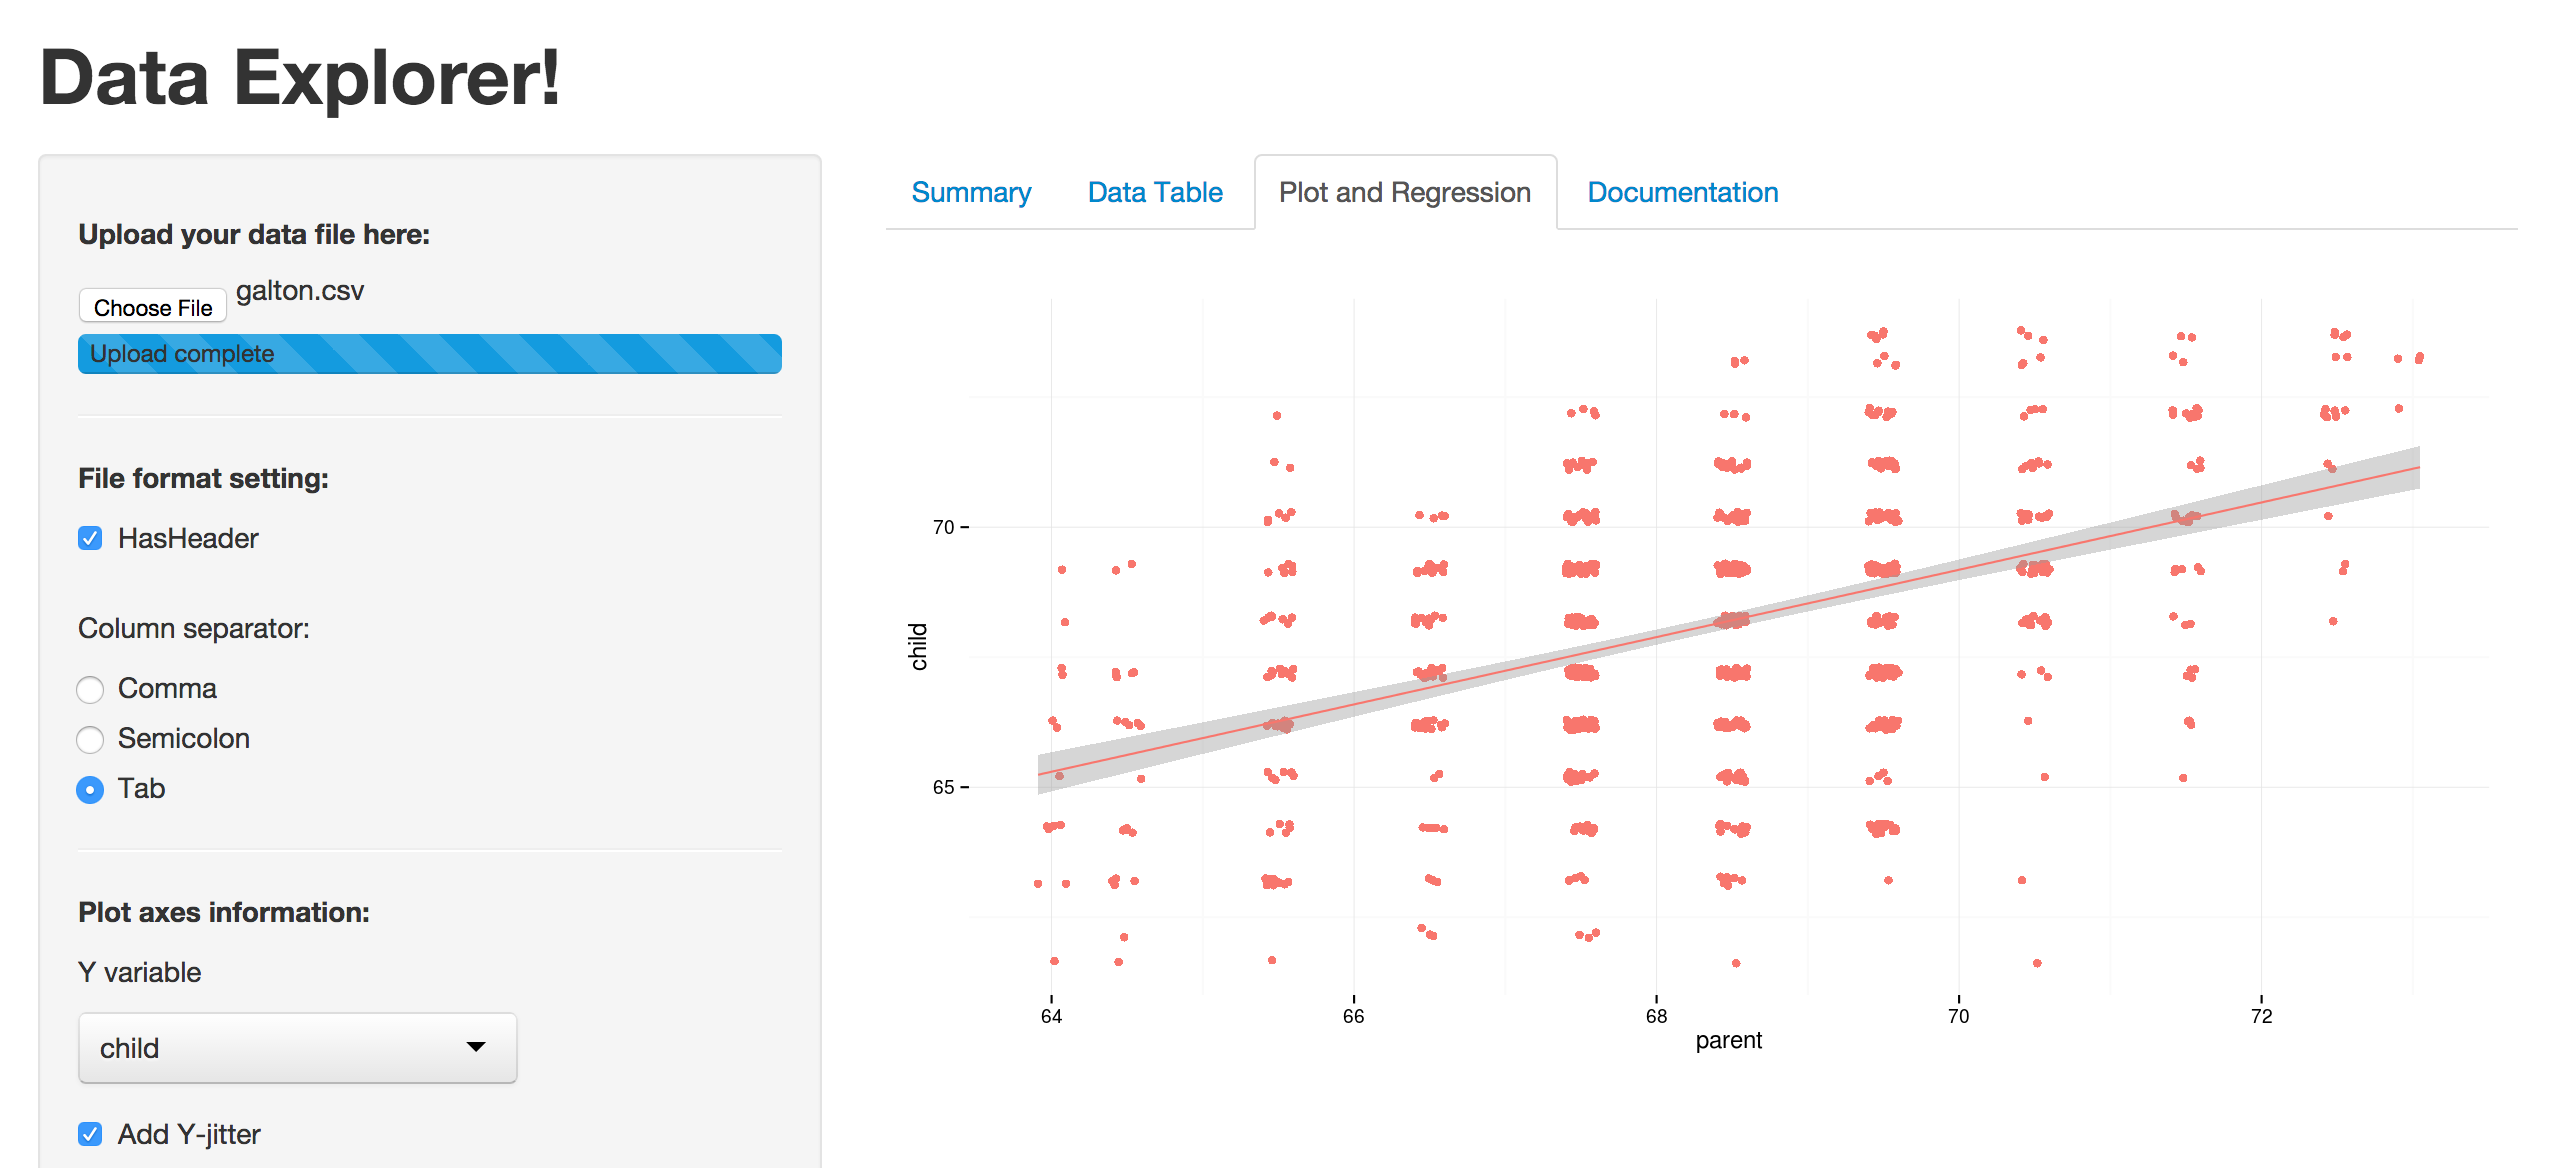 Data Explorer!
Upload your data file here:
Choose File galton.csv
Upload complete
File format setting:
HasHeader
Column separator:
Comma
Semicolon
Tab
Plot axes information:
Y variable
child
Add Y-jitter
Summary Data Table Plot and Regression Documentation
child
70
65
64 66 68 70 72
parent